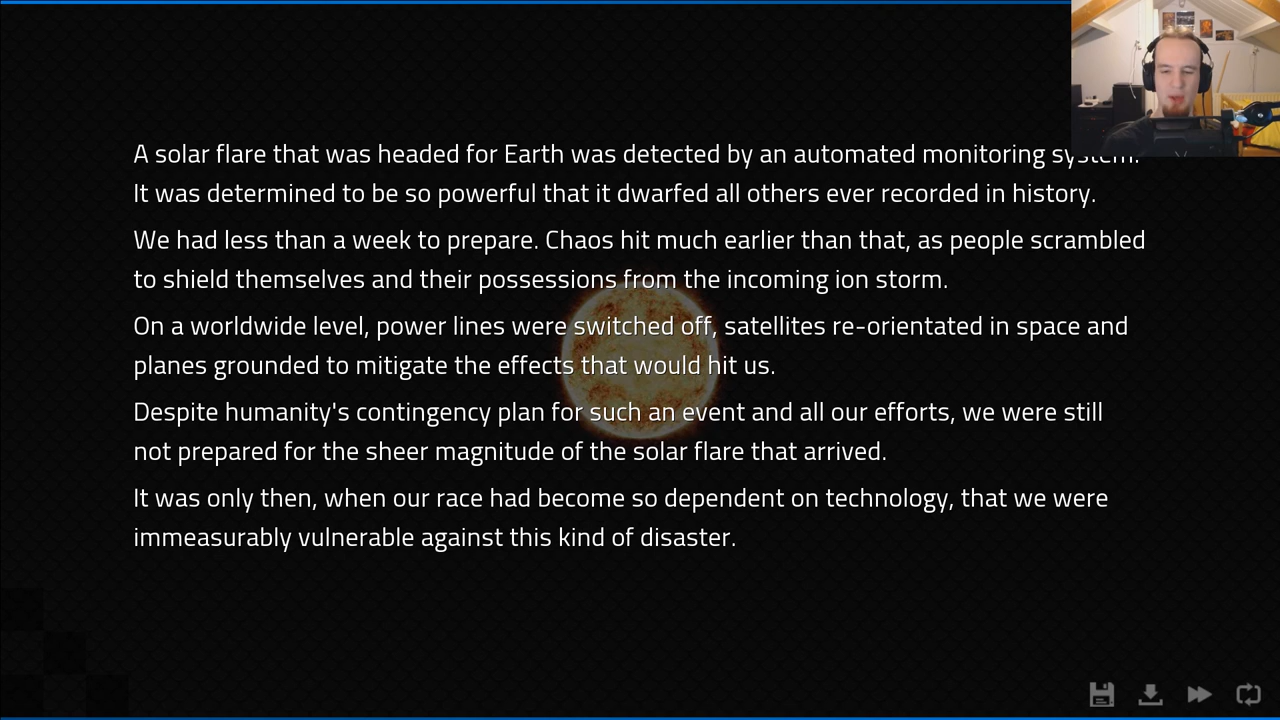 A solar flare that was headed for Earth was detected by an automated monitoring system.
It was determined to be so powerful that it dwarfed all others ever recorded in history.
We had less than a week to prepare. Chaos hit much earlier than that, as people scrambled
to shield themselves and their possessions from the incoming ion storm.
On a worldwide level, power lines were switched off, satellites re-orientated in space and
planes grounded to mitigate the effects that would hit us.
Despite humanity's contingency plan for such an event and all our efforts, we were still
not prepared for the sheer magnitude of the solar flare that arrived.
It was only then, when our race had become so dependent on technology, that we were
immeasurably vulnerable against this kind of disaster.